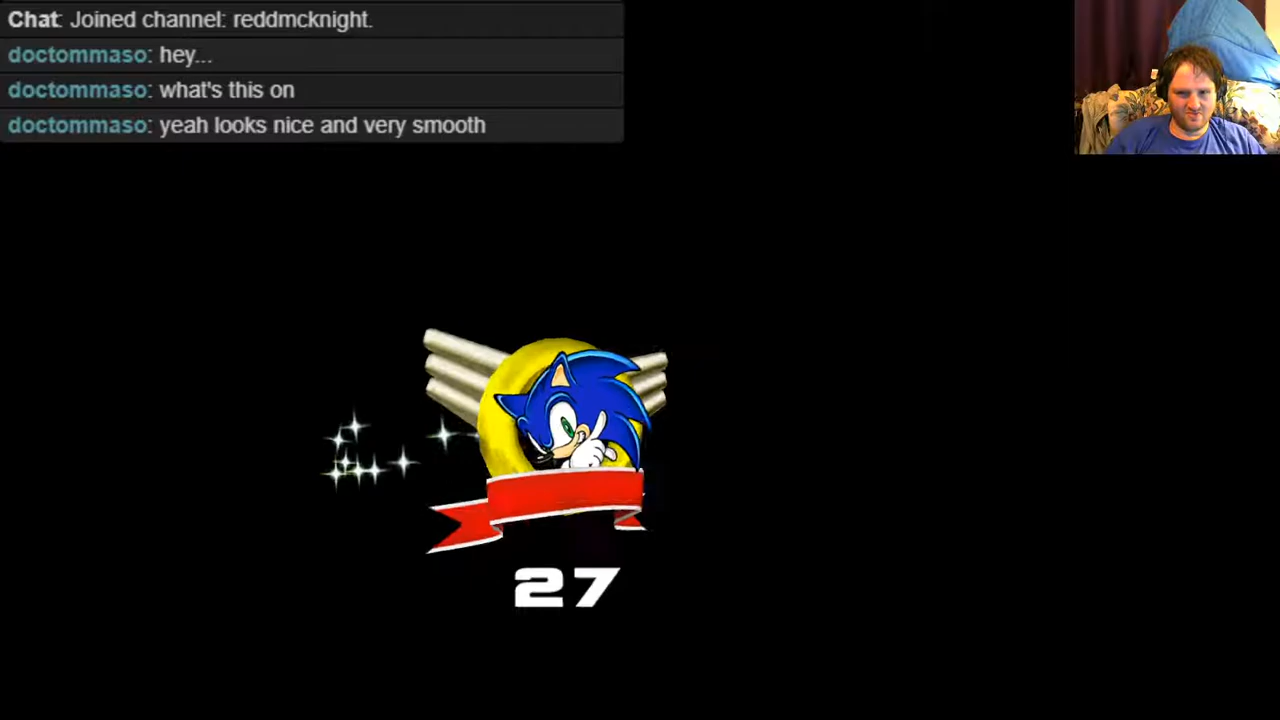 Chat: Joined channel: reddmcknight.
doctommaso: hey...
doctommaso: what's this on
doctommaso: yeah looks nice and very smooth
27